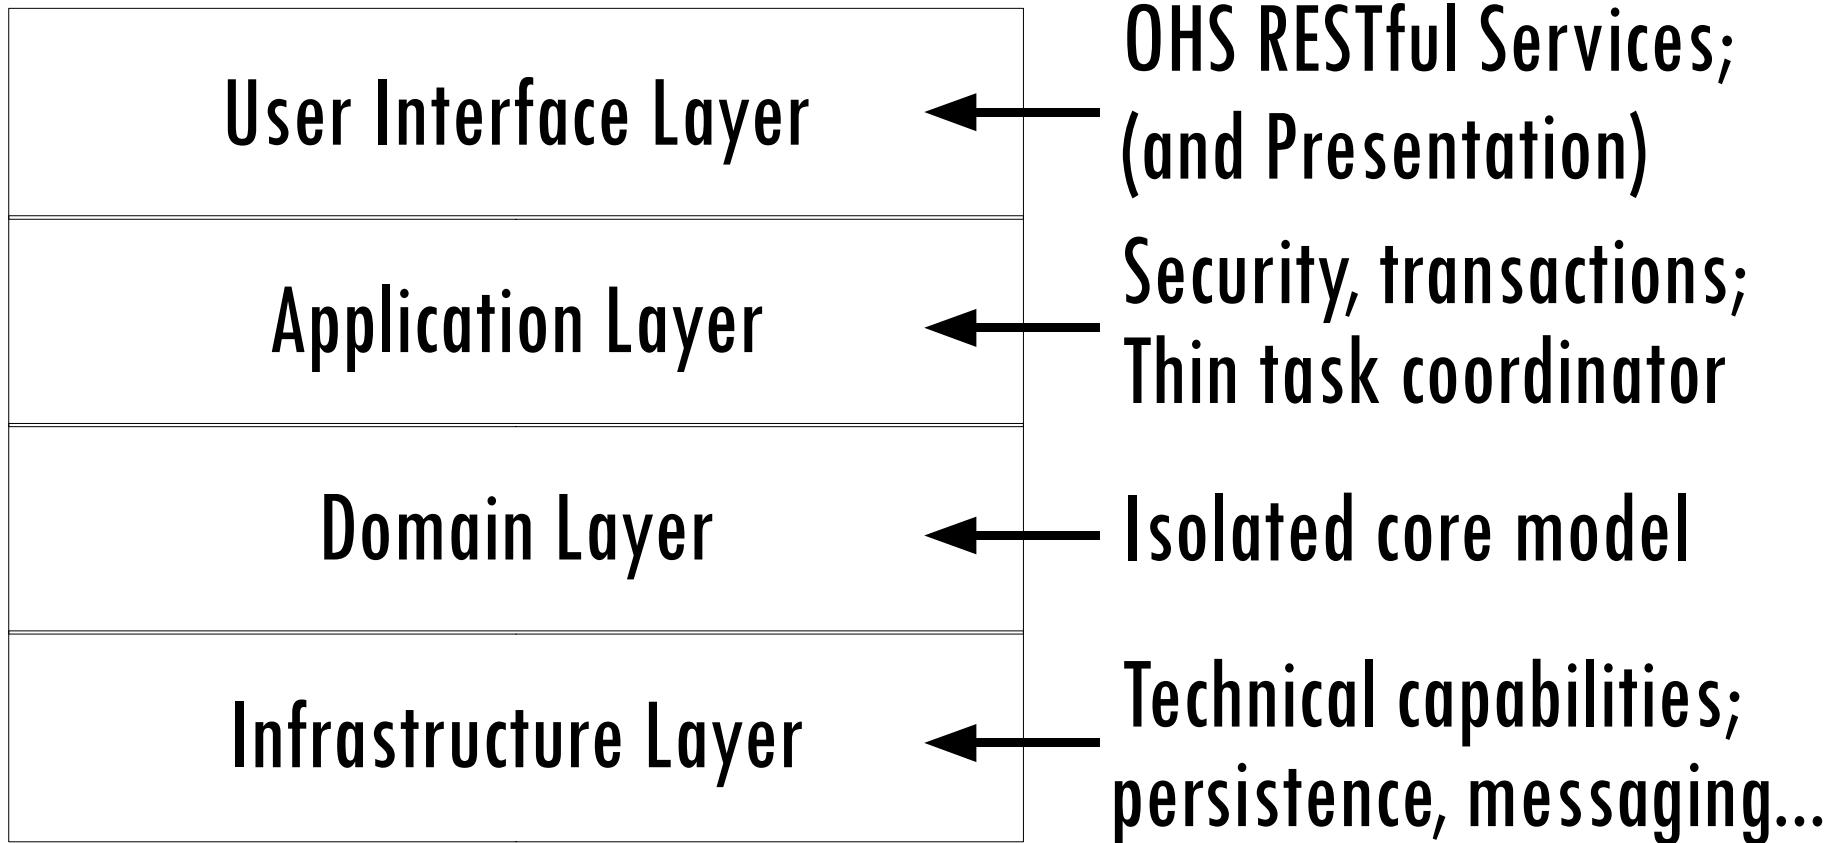 User Interface Layer
OHS RESTful Services;
(and Presentation)
Application Layer
Security, transactions;
Thin task coordinator
Domain Layer
Isolated core model
Infrastructure Layer
Technical capabilities;
persistence, messaging...